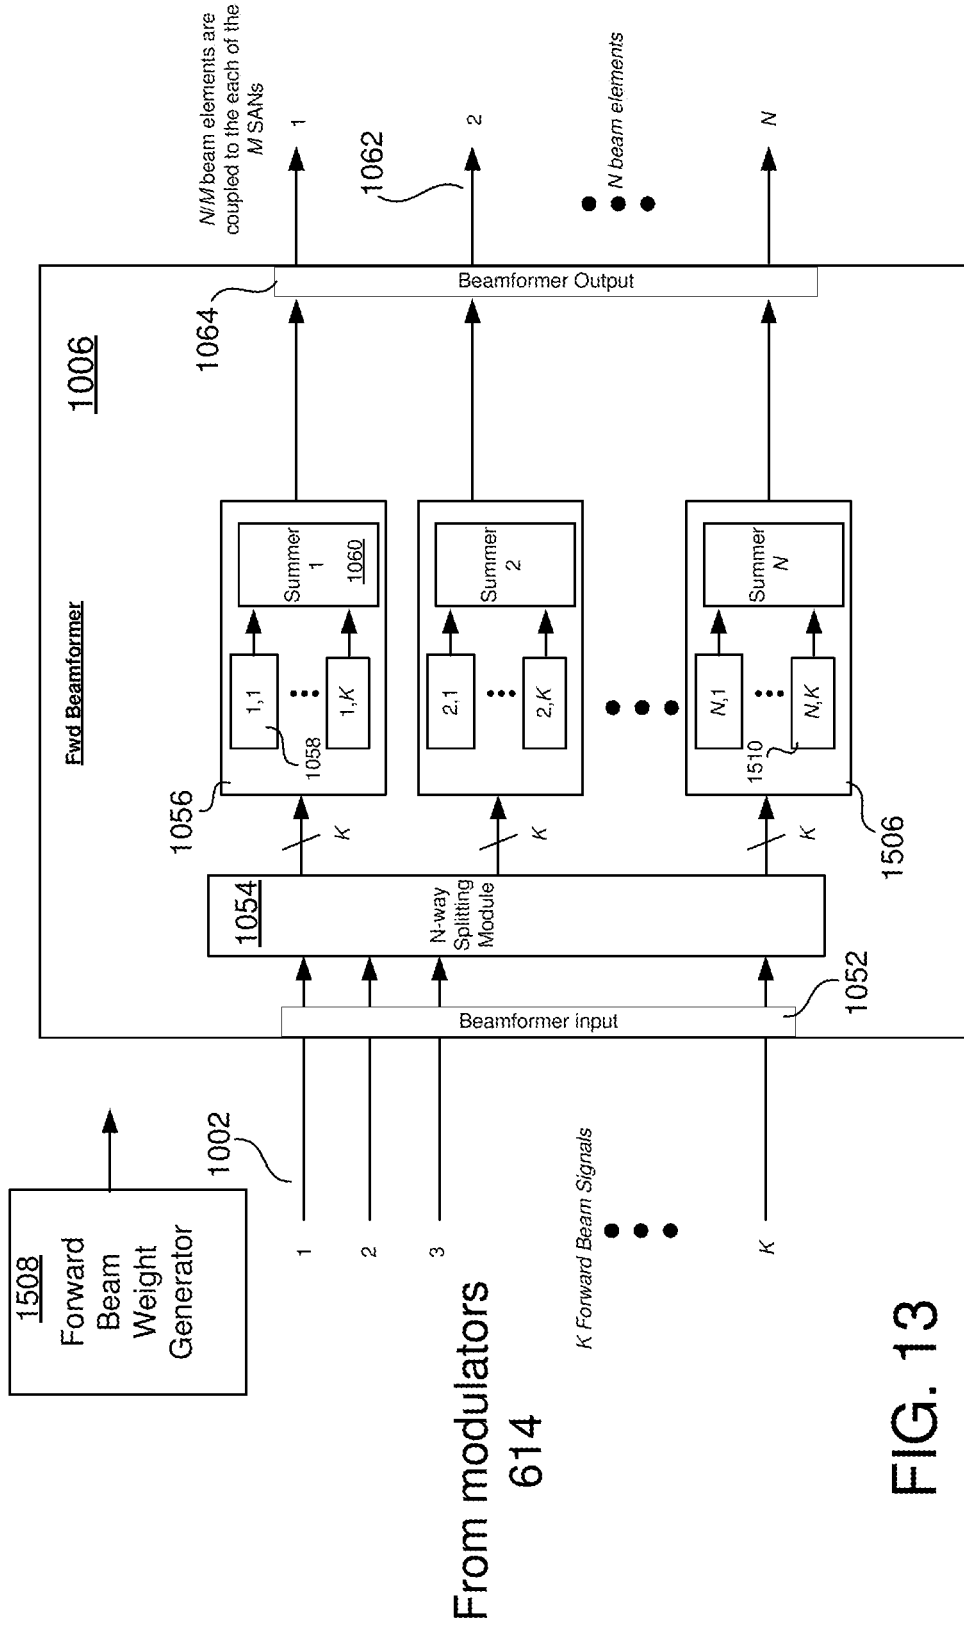 1508
Forward
Beam
Weight
Generator
Fwd Beamformer
1006
N/M beam elements are
coupled to the each of the
M SANs
1002
1
2
3
K
K Forward Beam Signals
From modulators
614
Beamformer input
1052
1054
N-way
Splitting
Module
K
K
K
1056
1,1
1058
1,K
Summer
1
1060
2,1
2,K
Summer
2
N,1
1510
N,K
Summer
N
1506
1064
Beamformer Output
1062
1
2
N beam elements
N
FIG. 13